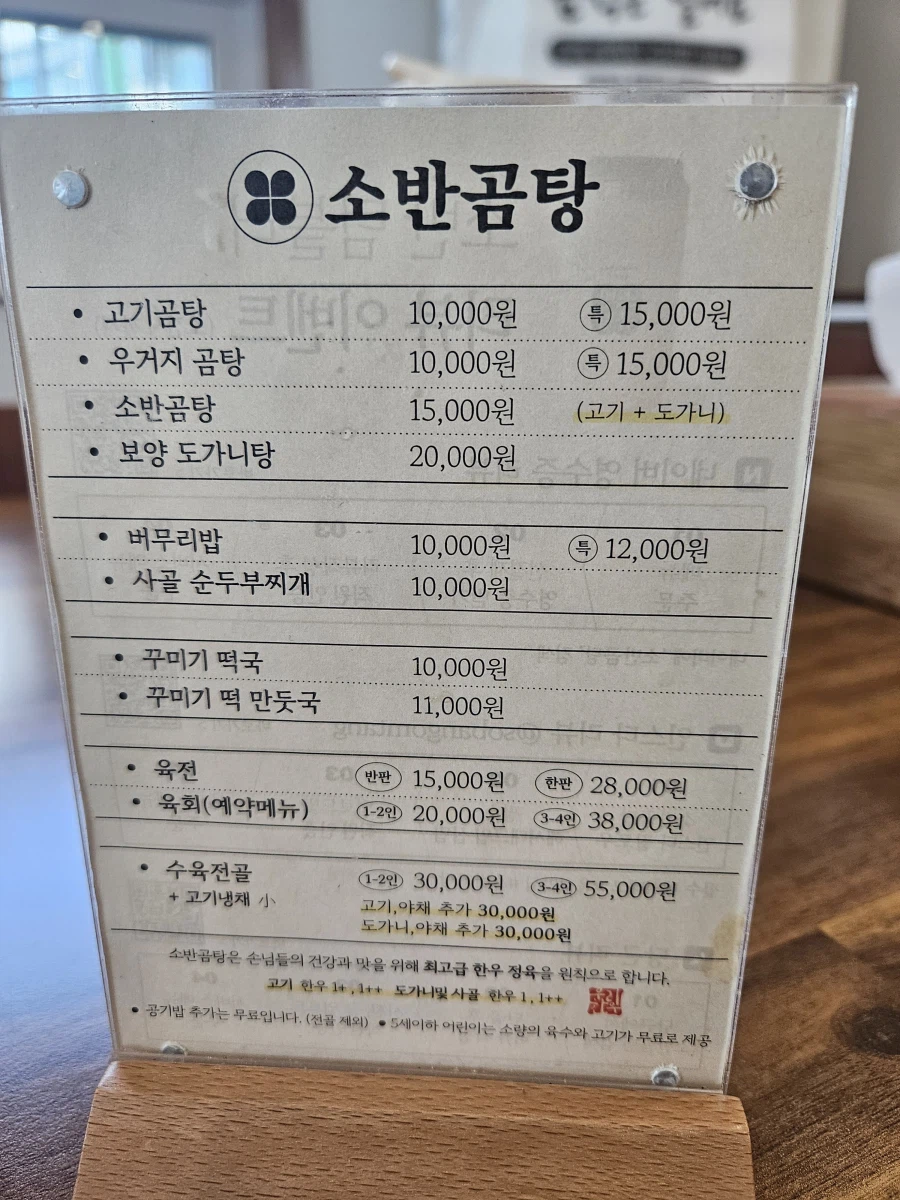 소반곰탕
• 고기곰탕 10,000원 특 15,000원
• 우거지 곰탕 10,000원 특 15,000원
• 소반곰탕 15,000원 (고기 + 도가니)
• 보양 도가니탕 20,000원
• 버무리밥 10,000원 특 12,000원
• 사골 순두부찌개 10,000원
• 꾸미기 떡국 10,000원
• 꾸미기 떡 만둣국 11,000원
• 육전 반판 15,000원 한판 28,000원
• 육회(예약메뉴) 1-2인 20,000원 3-4인 38,000원
• 수육전골 1-2인 30,000원 3-4인 55,000원
+ 고기냉채 小
고기,야채 추가 30,000원
도가니,야채 추가 30,000원
소반곰탕은 손님들의 건강과 맛을 위해 최고급 한우 정육을 원칙으로 합니다.
고기 한우 1+, 1++ 도가니및 사골 한우 1, 1++
• 공기밥 추가는 무료입니다. (전골 제외) • 5세이하 어린이는 소량의 육수와 고기가 무료로 제공